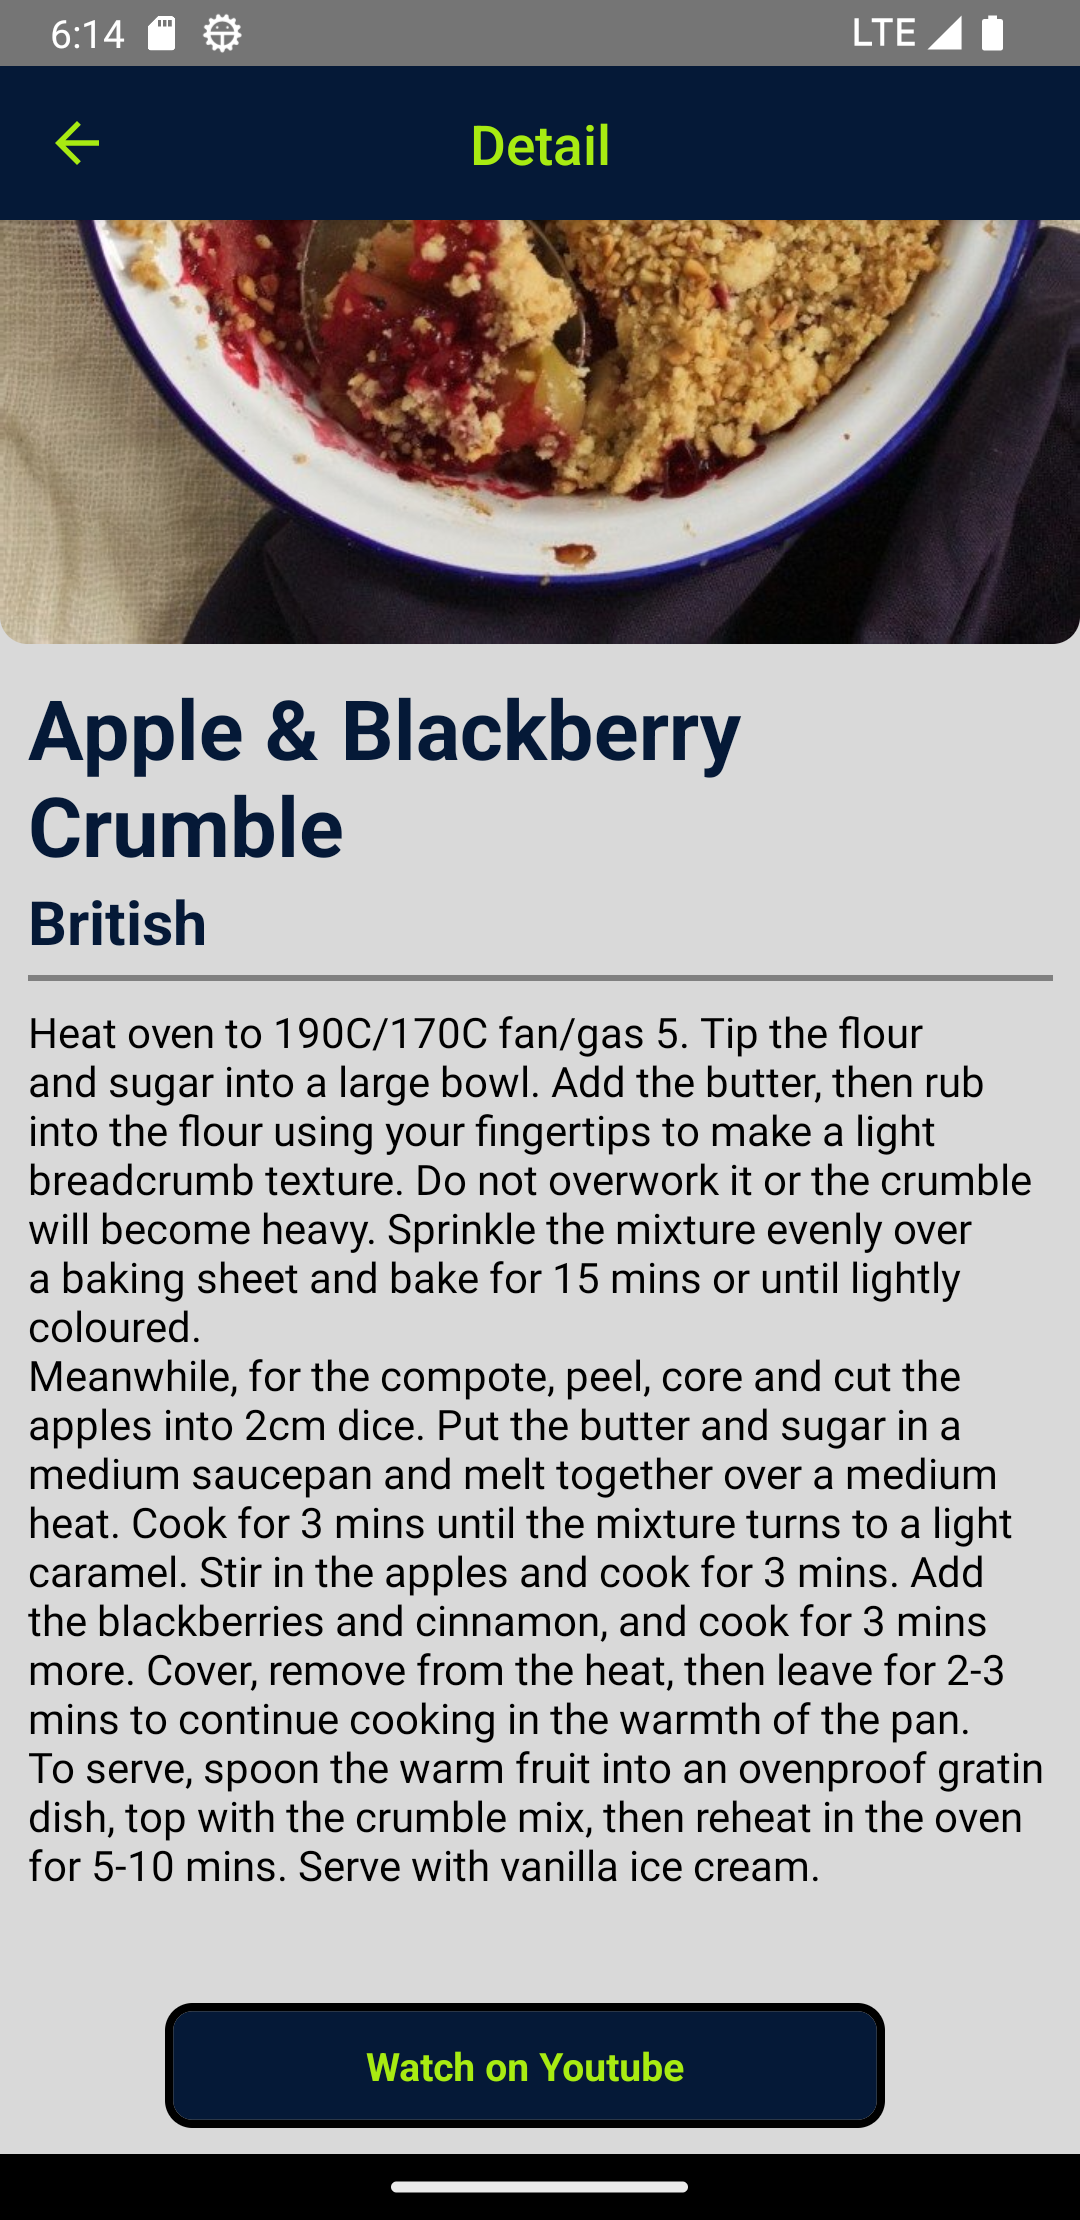 6:14
LTE
Detail
Apple & Blackberry
Crumble
British
Heat oven to 190C/170C fan/gas 5. Tip the flour
and sugar into a large bowl. Add the butter, then rub
into the flour using your fingertips to make a light
breadcrumb texture. Do not overwork it or the crumble
will become heavy. Sprinkle the mixture evenly over
a baking sheet and bake for 15 mins or until lightly
coloured.
Meanwhile, for the compote, peel, core and cut the
apples into 2cm dice. Put the butter and sugar in a
medium saucepan and melt together over a medium
heat. Cook for 3 mins until the mixture turns to a light
caramel. Stir in the apples and cook for 3 mins. Add
the blackberries and cinnamon, and cook for 3 mins
more. Cover, remove from the heat, then leave for 2-3
mins to continue cooking in the warmth of the pan.
To serve, spoon the warm fruit into an ovenproof gratin
dish, top with the crumble mix, then reheat in the oven
for 5-10 mins. Serve with vanilla ice cream.
Watch on Youtube